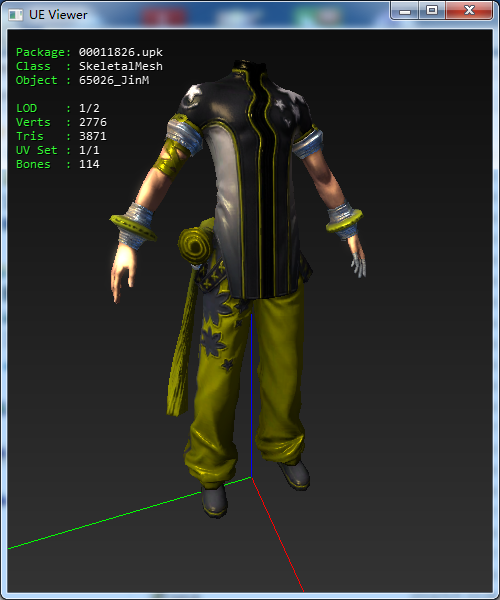 UE Viewer
Package: 00011826.upk
Class : SkeletalMesh
Object : 65026_JinM
LOD : 1/2
Verts : 2776
Tris : 3871
UV Set : 1/1
Bones : 114